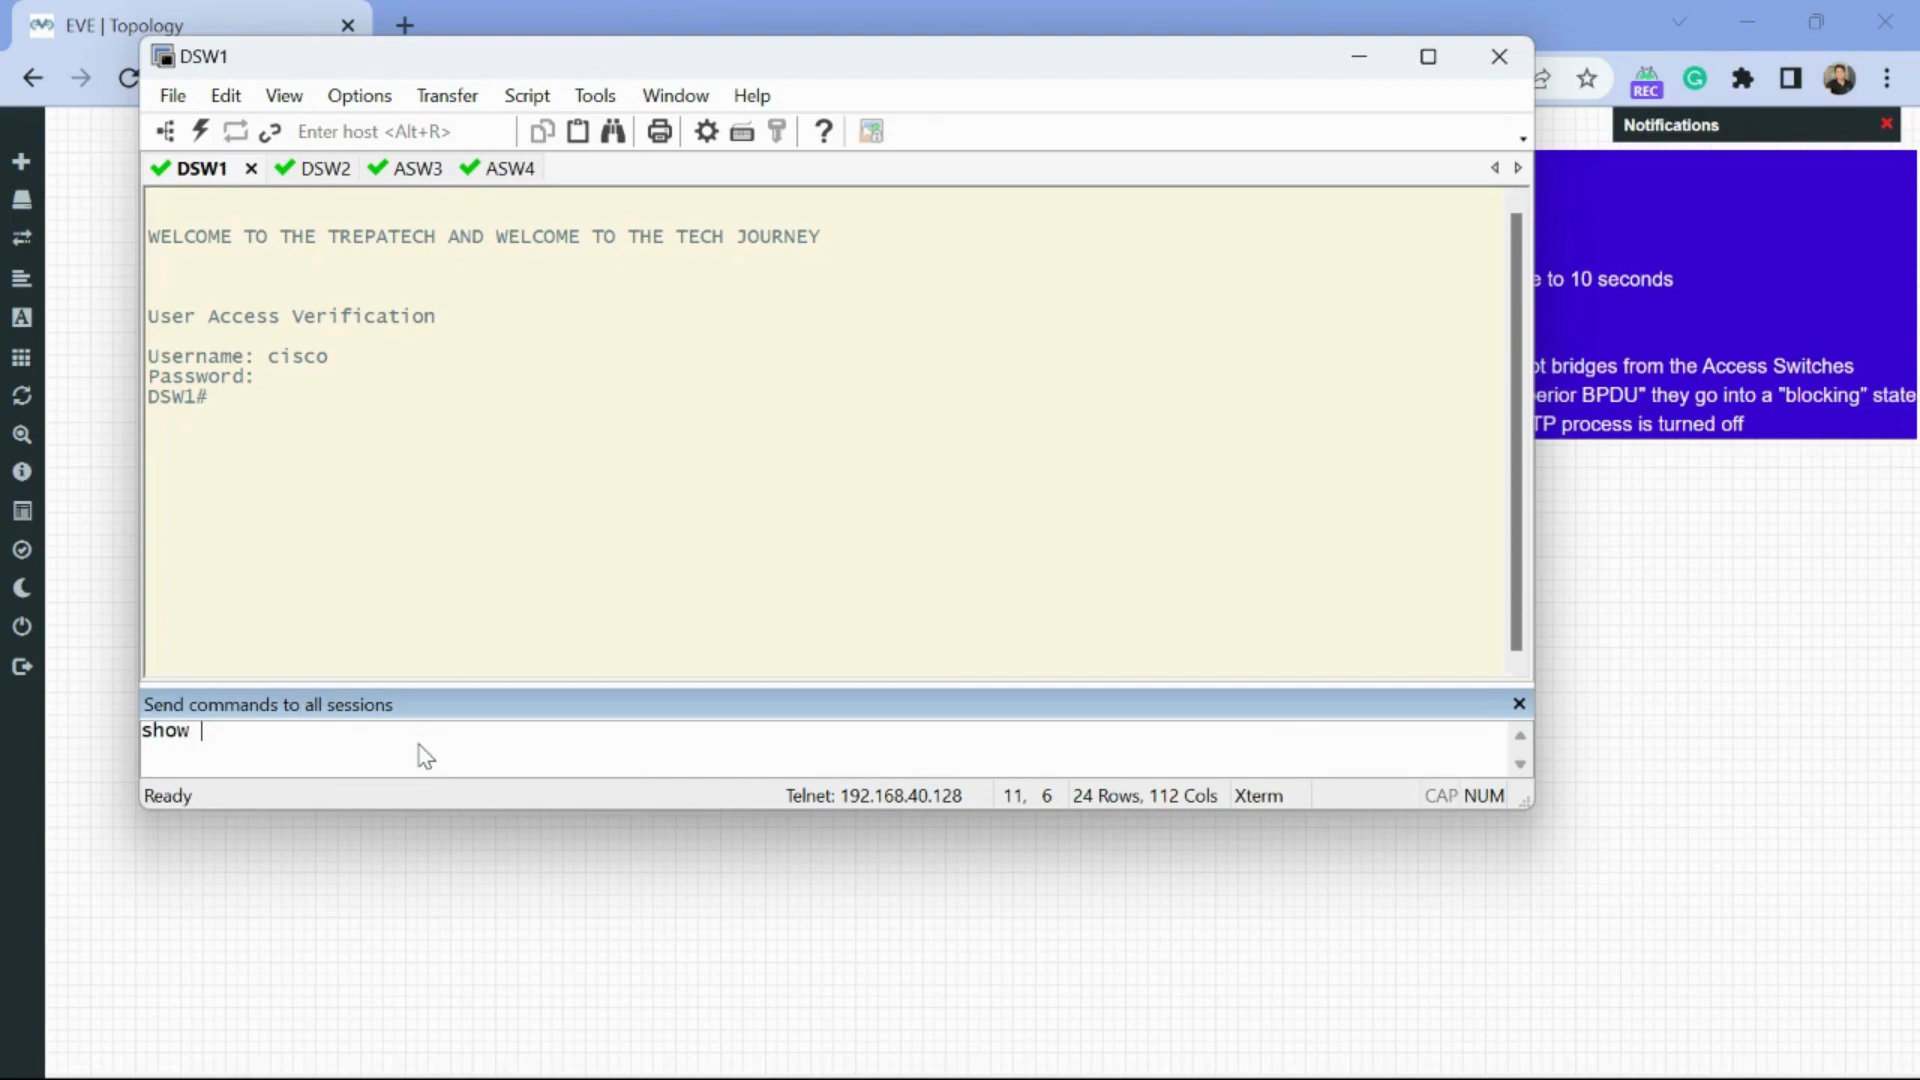 EVE | Topology
DSW1
REC
File Edit View Options Transfer Script Tools Window Help
Notifications
Enter host <Alt+R>
DSW1 DSW2 ASW3 ASW4
WELCOME TO THE TREPATECH AND WELCOME TO THE TECH JOURNEY
e to 10 seconds
User Access Verification
Username: cisco
Password:
DSW1#
ot bridges from the Access Switches
erior BPDU" they go into a "blocking" state
TP process is turned off
Send commands to all sessions
show
Ready Telnet: 192.168.40.128 11, 6 24 Rows, 112 Cols Xterm CAP NUM